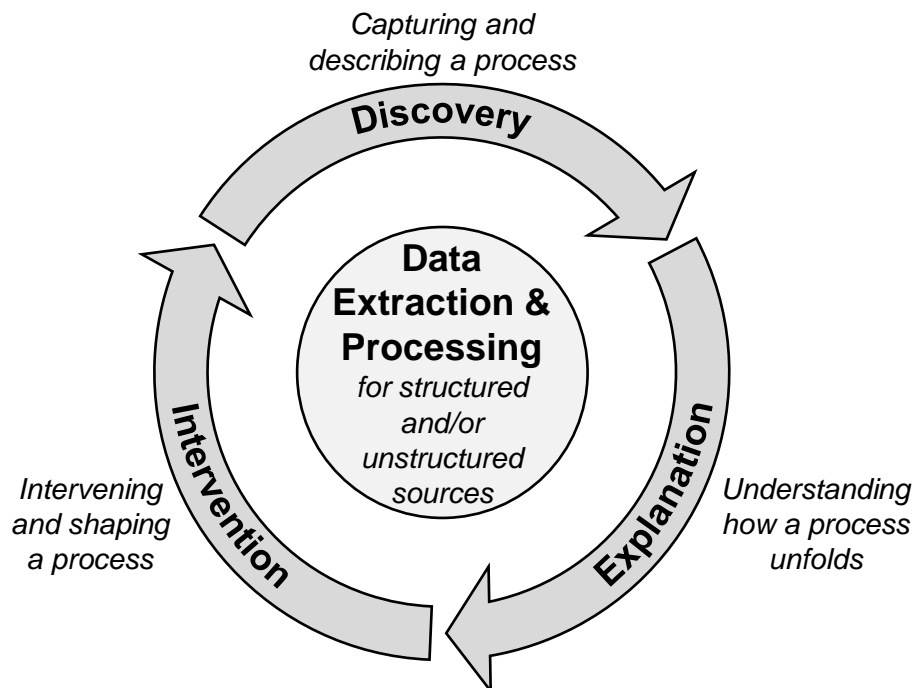 Capturing and
describing a process
Discovery
Data
Extraction &
Processing
for structured
and/or
unstructured
sources
Explanation
Understanding
how a process
unfolds
Intervention
Intervening
and shaping
a process